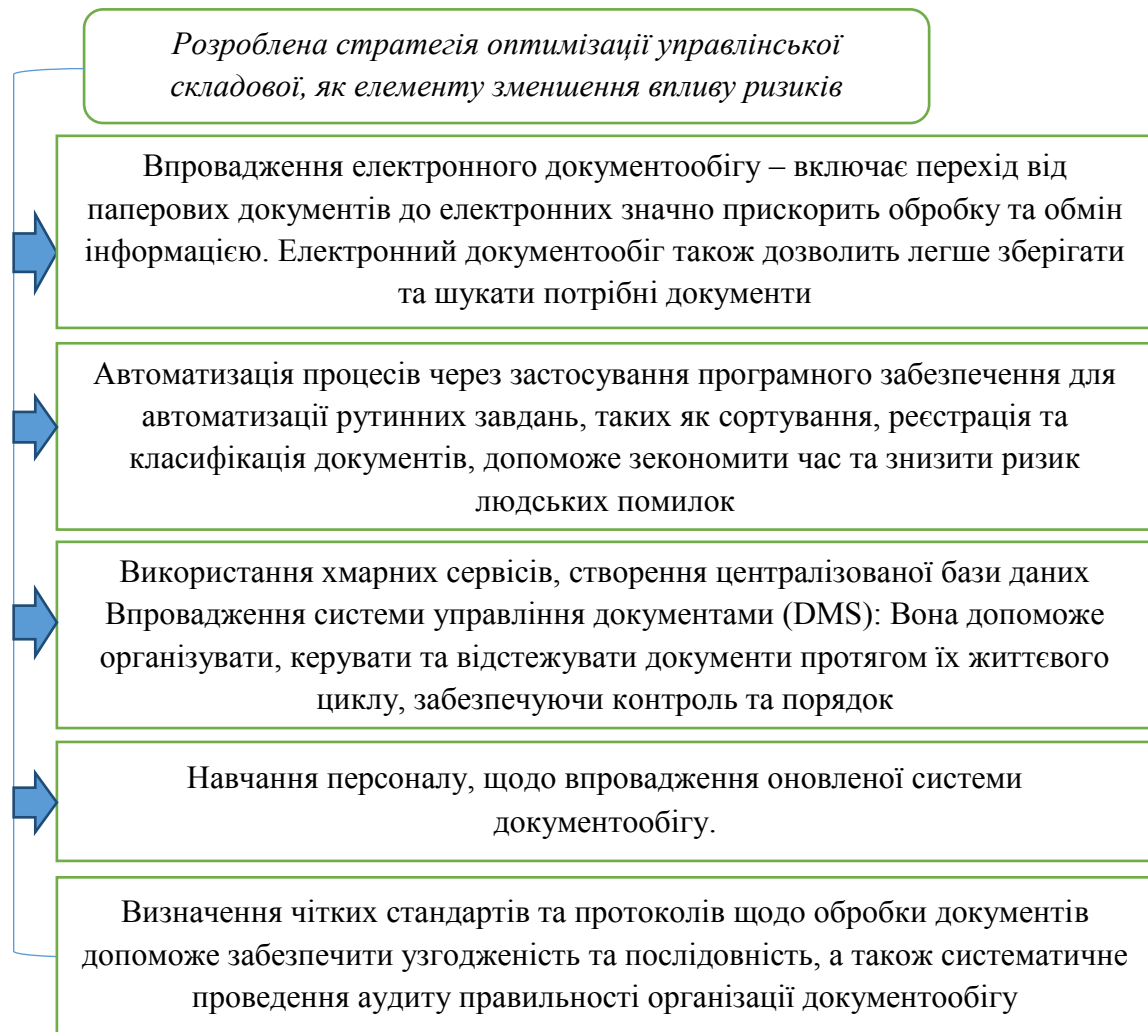 Розроблена стратегія оптимізації управлінської
складової, як елементу зменшення впливу ризиків
Впровадження електронного документообігу – включає перехід від
паперових документів до електронних значно прискорить обробку та обмін
інформацією. Електронний документообіг також дозволить легше зберігати
та шукати потрібні документи
Автоматизація процесів через застосування програмного забезпечення для
автоматизації рутинних завдань, таких як сортування, реєстрація та
класифікація документів, допоможе зекономити час та знизити ризик
людських помилок
Використання хмарних сервісів, створення централізованої бази даних
Впровадження системи управління документами (DMS): Вона допоможе
організувати, керувати та відстежувати документи протягом їх життєвого
циклу, забезпечуючи контроль та порядок
Навчання персоналу, щодо впровадження оновленої системи
документообігу.
Визначення чітких стандартів та протоколів щодо обробки документів
допоможе забезпечити узгодженість та послідовність, а також систематичне
проведення аудиту правильності організації документообігу